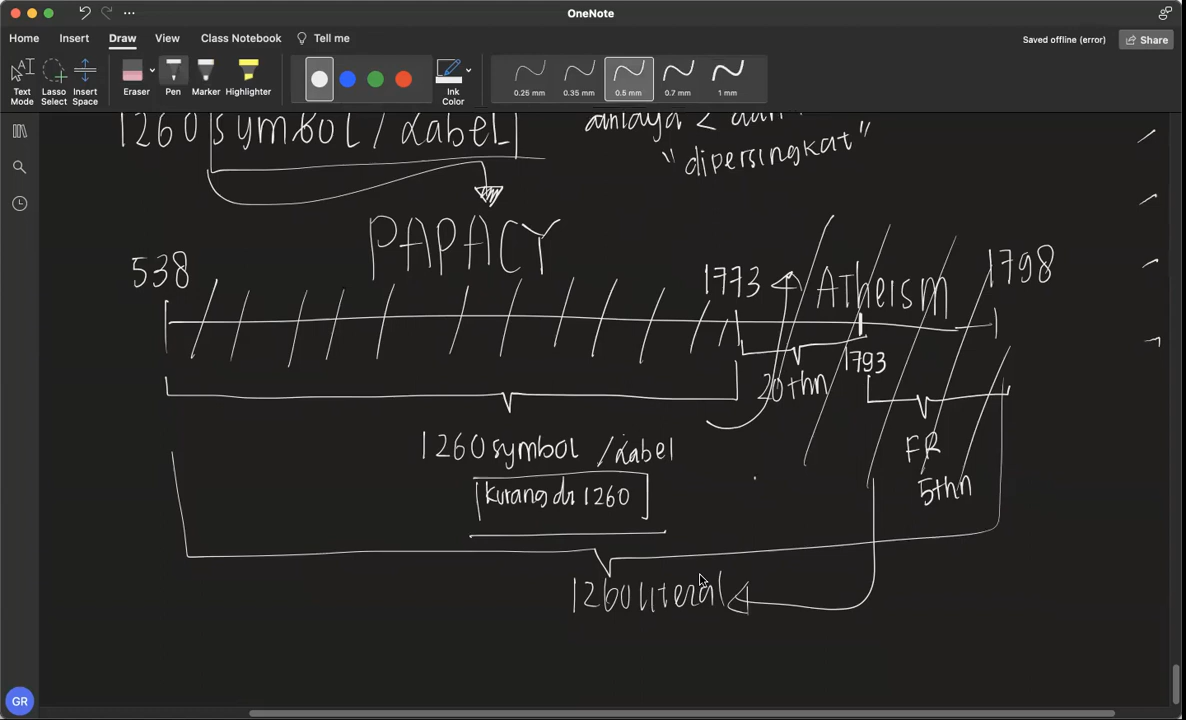 OneNote
Home Insert Draw View Class Notebook Tell me
Saved offline (error) Share
Text Mode Lasso Select Insert Space Eraser Pen Marker Highlighter
Ink Color
0.25 mm 0.35 mm 0.5 mm 0.7 mm 1 mm
1260 symbol / Label
"dipersingkat"
PAPACY
538
1773
Atheism
1798
20 thn
1793
1260 symbol / Label
FR
5thn
kurang dr 1260
1260 literal
GR